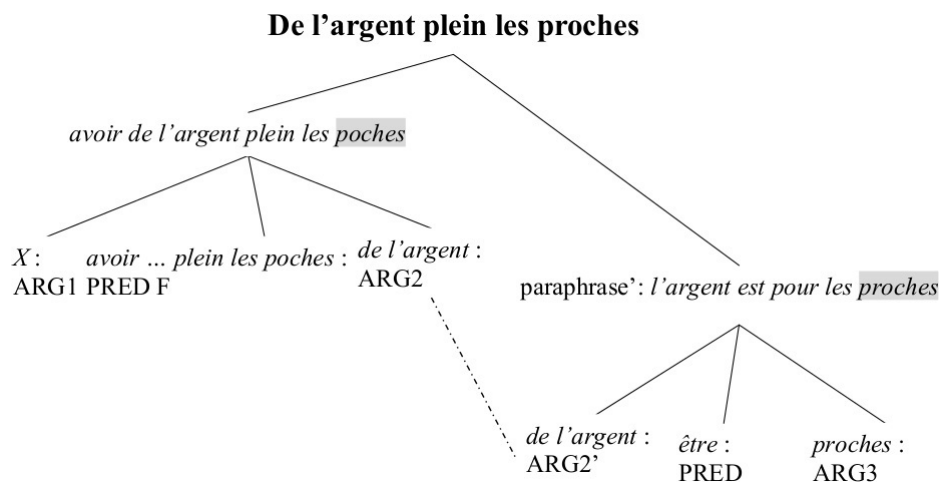 De l’argent plein les proches
avoir de l’argent plein les poches
X :
ARG1
avoir ... plein les poches :
PRED F
de l’argent :
ARG2
paraphrase’: l’argent est pour les proches
de l’argent :
ARG2’
être :
PRED
proches :
ARG3